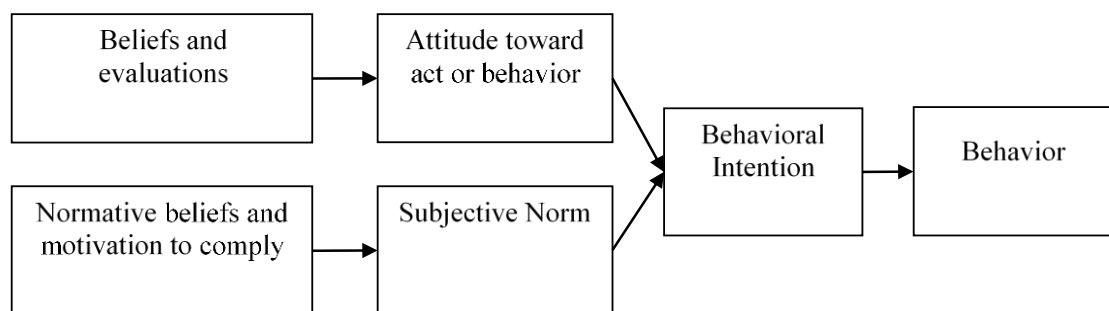 Beliefs and
evaluations
Attitude toward
act or behavior
Behavioral
Intention
Behavior
Normative beliefs and
motivation to comply
Subjective Norm